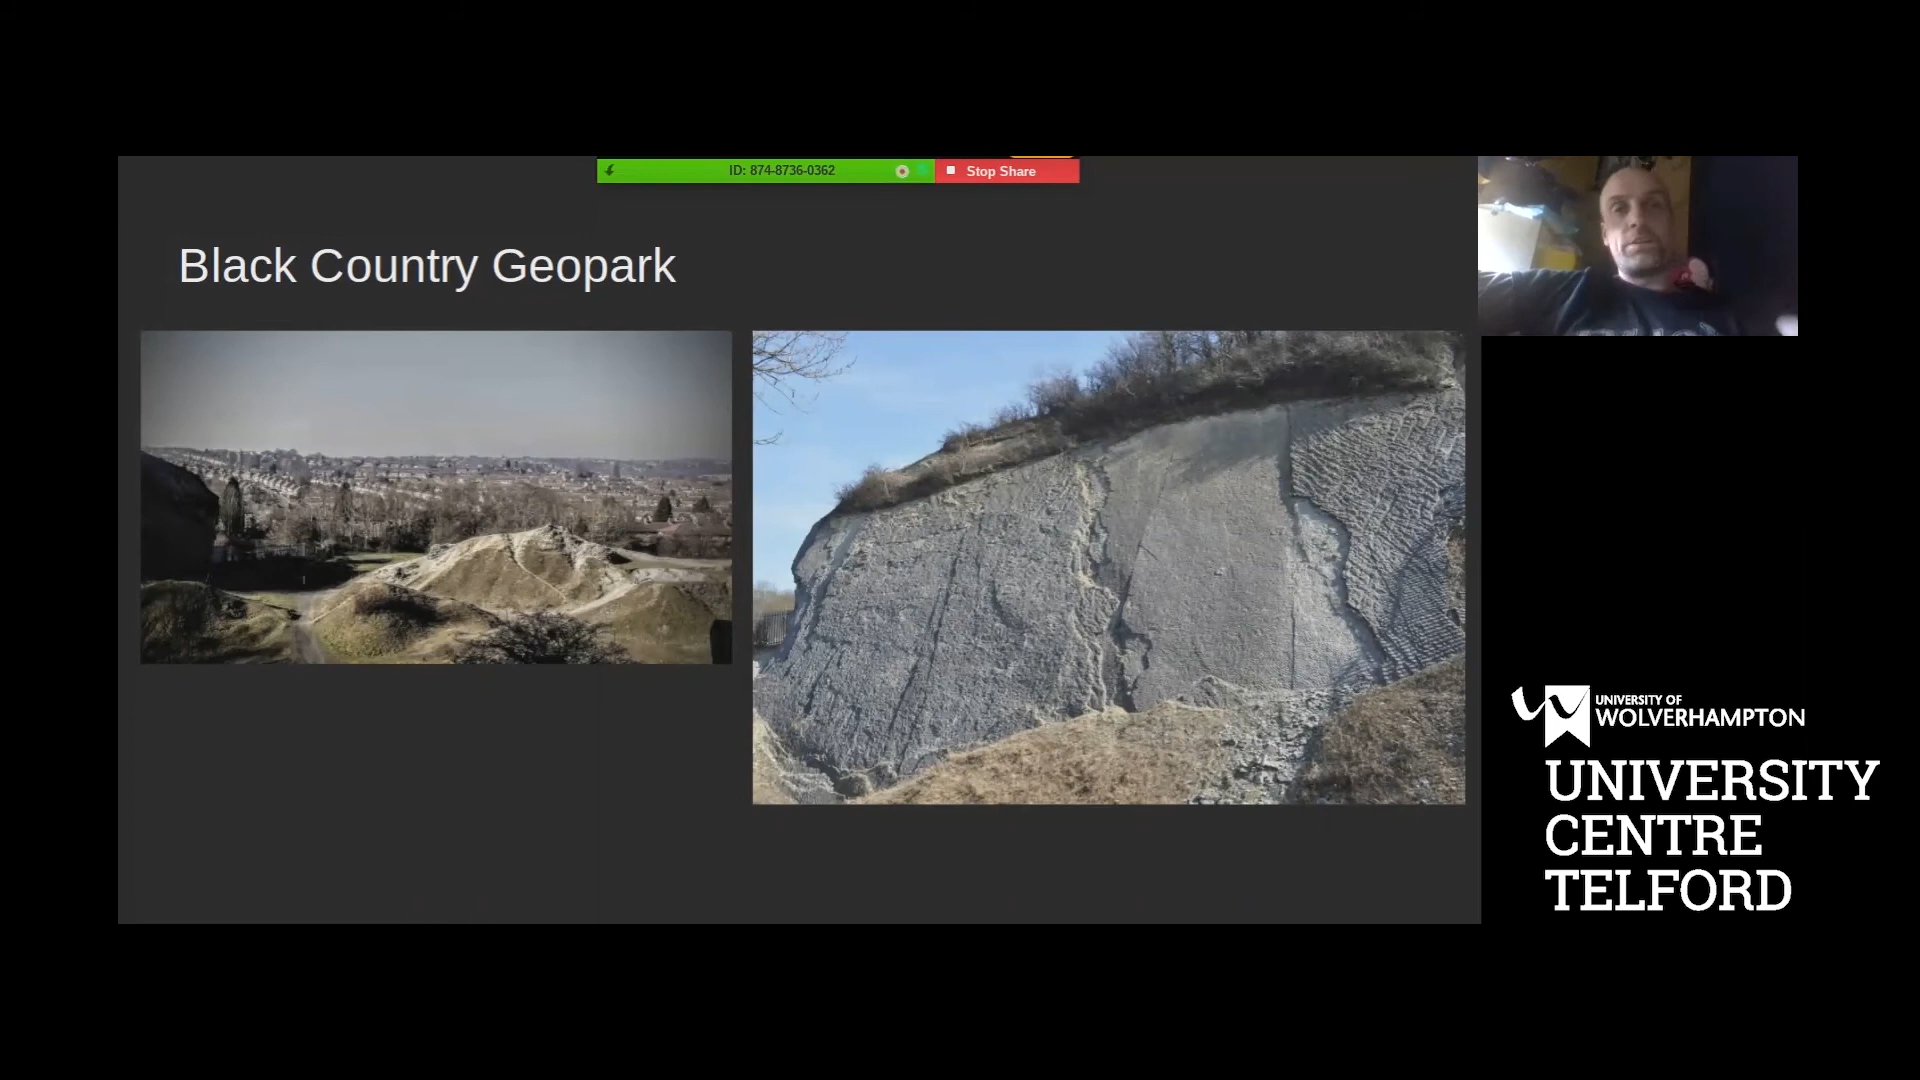 ID: 874-8736-0362
Stop Share
Black Country Geopark
UNIVERSITY OF
WOLVERHAMPTON
UNIVERSITY
CENTRE
TELFORD